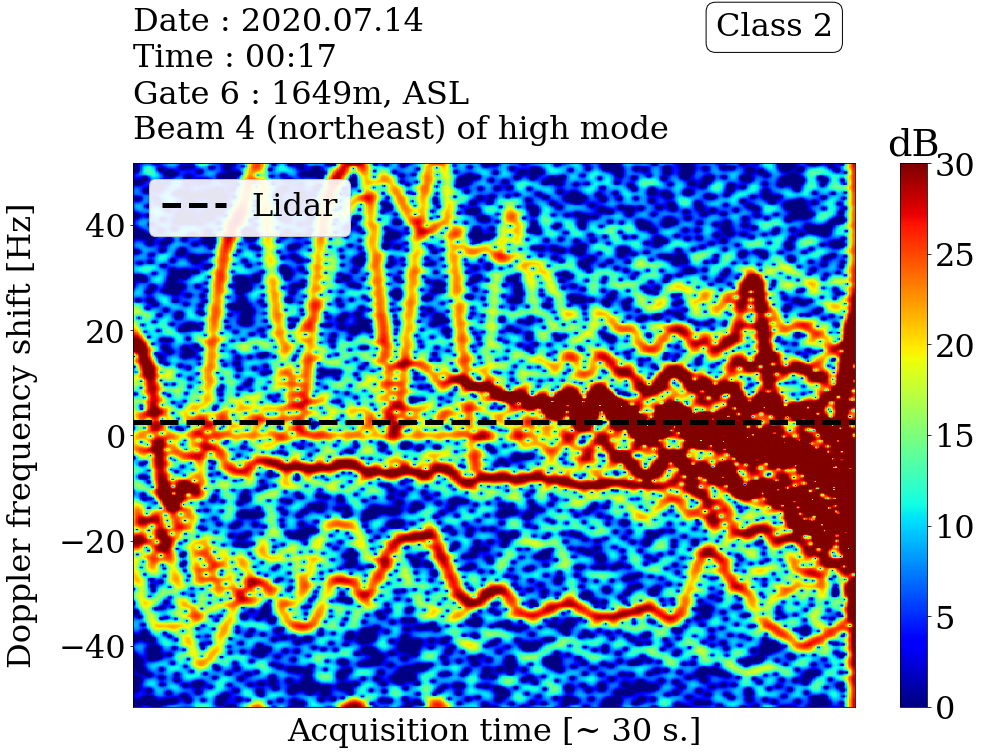 Date : 2020.07.14
Time : 00:17
Gate 6 : 1649m, ASL
Beam 4 (northeast) of high mode
Class 2
dB
Lidar
Doppler frequency shift [Hz]
40
20
0
−20
−40
Acquisition time [~ 30 s.]
30
25
20
15
10
5
0